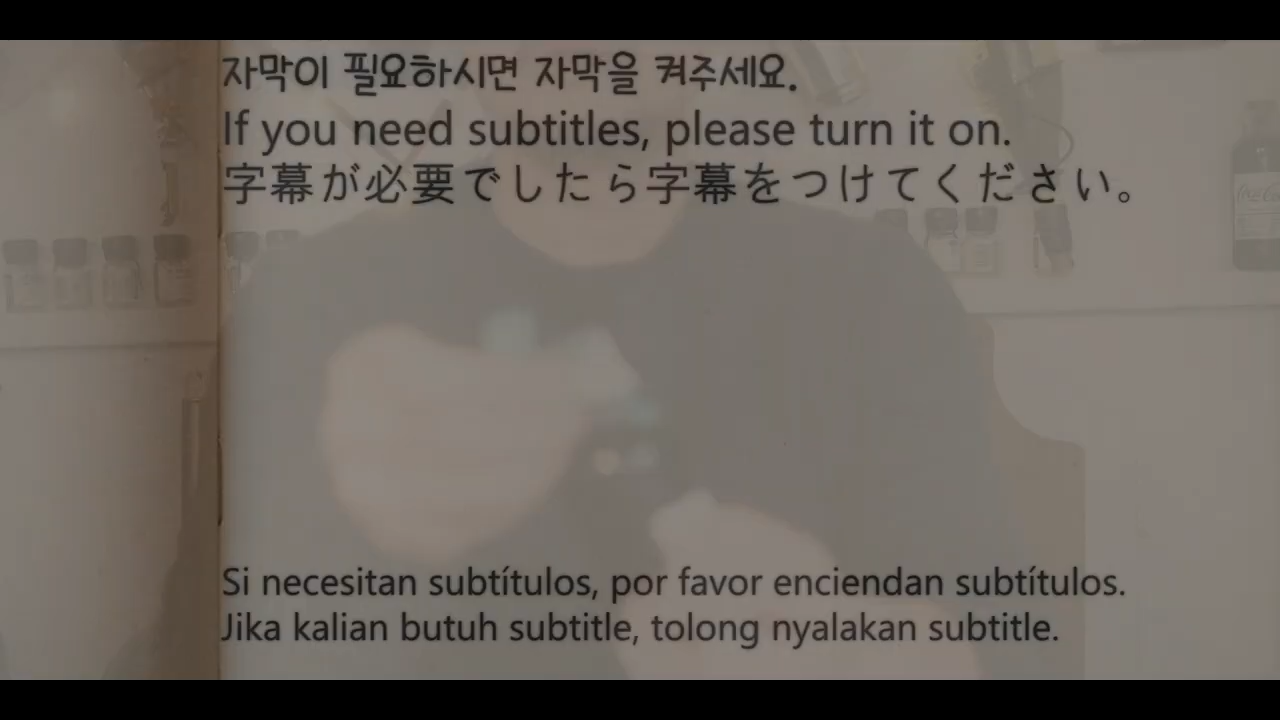 자막이 필요하시면 자막을 켜주세요.
If you need subtitles, please turn it on.
字幕が必要でしたら字幕をつけてください。
Si necesitan subtítulos, por favor enciendan subtítulos.
Jika kalian butuh subtitle, tolong nyalakan subtitle.